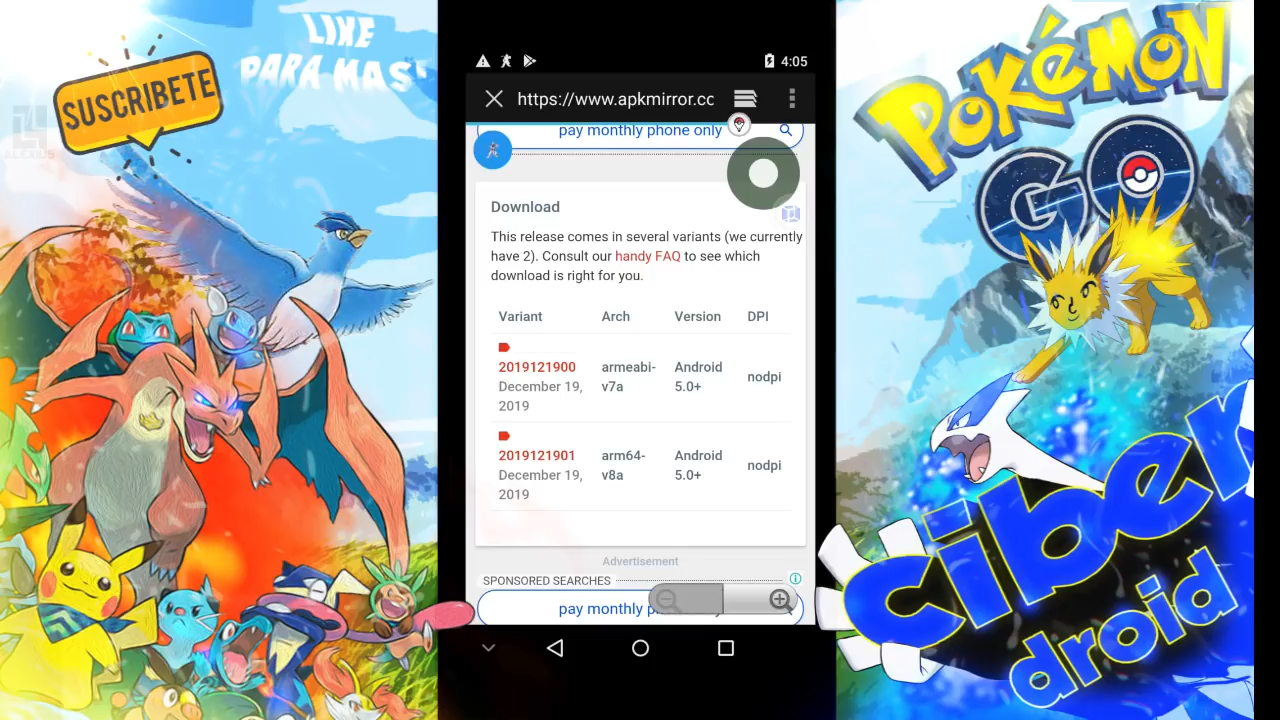 LIKE
PARA MAS
SUSCRIBETE
ALEXUS
4:05
https://www.apkmirror.cc
pay monthly phone only
Download
This release comes in several variants (we currently
have 2). Consult our handy FAQ to see which
download is right for you.
Variant Arch Version DPI
2019121900
December 19,
2019
armeabi-
v7a
Android
5.0+
nodpi
2019121901
December 19,
2019
arm64-
v8a
Android
5.0+
nodpi
Advertisement
SPONSORED SEARCHES
pay monthly p
POKéMON
GO
Ciber
droid